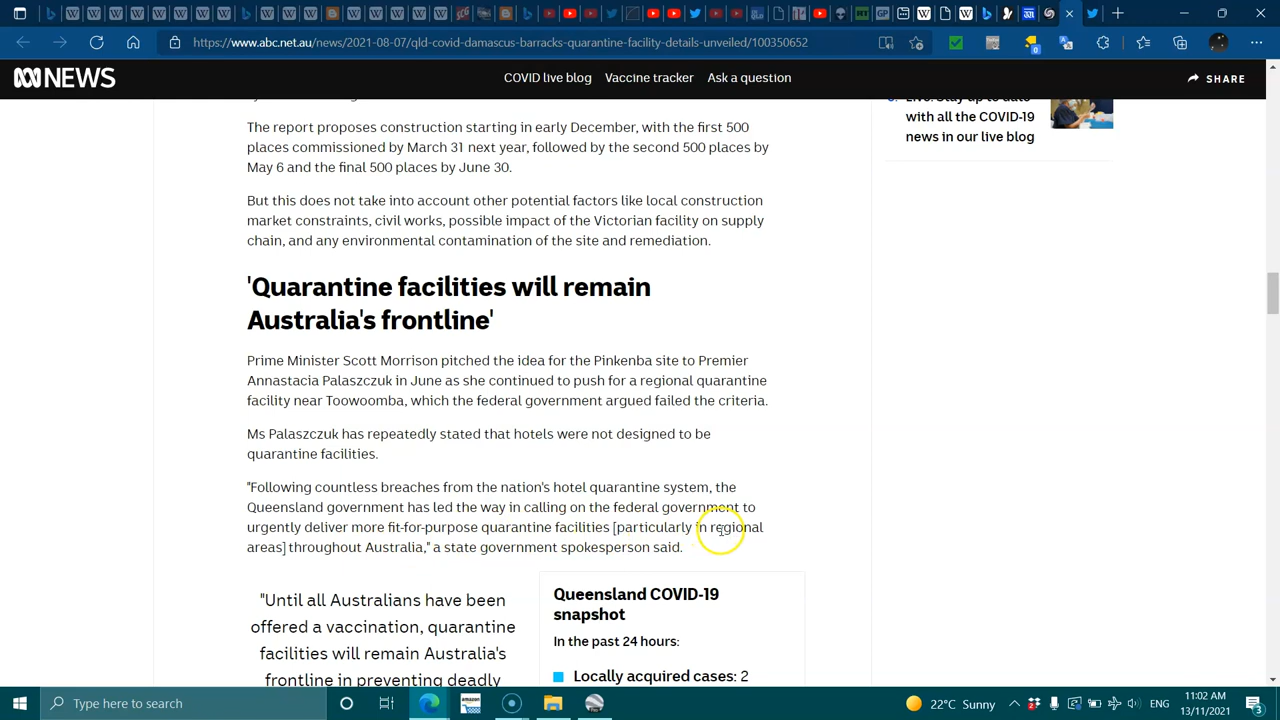 https://www.abc.net.au/news/2021-08-07/qld-covid-damascus-barracks-quarantine-facility-details-unveiled/100350652
NEWS
COVID live blog
Vaccine tracker
Ask a question
SHARE
The report proposes construction starting in early December, with the first 500
places commissioned by March 31 next year, followed by the second 500 places by
May 6 and the final 500 places by June 30.
But this does not take into account other potential factors like local construction
market constraints, civil works, possible impact of the Victorian facility on supply
chain, and any environmental contamination of the site and remediation.
'Quarantine facilities will remain
Australia's frontline'
Prime Minister Scott Morrison pitched the idea for the Pinkenba site to Premier
Annastacia Palaszczuk in June as she continued to push for a regional quarantine
facility near Toowoomba, which the federal government argued failed the criteria.
Ms Palaszczuk has repeatedly stated that hotels were not designed to be
quarantine facilities.
"Following countless breaches from the nation's hotel quarantine system, the
Queensland government has led the way in calling on the federal government to
urgently deliver more fit-for-purpose quarantine facilities [particularly in regional
areas] throughout Australia," a state government spokesperson said.
"Until all Australians have been
offered a vaccination, quarantine
facilities will remain Australia's
frontline in preventing deadly
Queensland COVID-19
snapshot
In the past 24 hours:
Locally acquired cases: 2
Live: Stay up to date
with all the COVID-19
news in our live blog
Type here to search
22°C Sunny
ENG
11:02 AM
13/11/2021
3